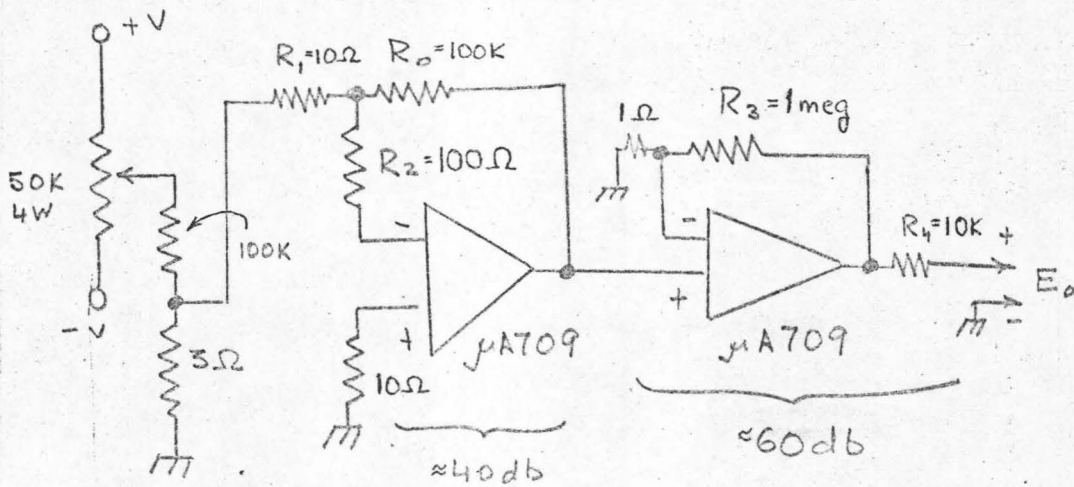 +V
R₁=10Ω
R₀=100K
1Ω
R₃=1meg
50K
4W
R₂=100Ω
100K
-
-
R₄=10K
+
-V
+
+
E₀
-
3Ω
10Ω
μA709
μA709
≈40db
≈60db